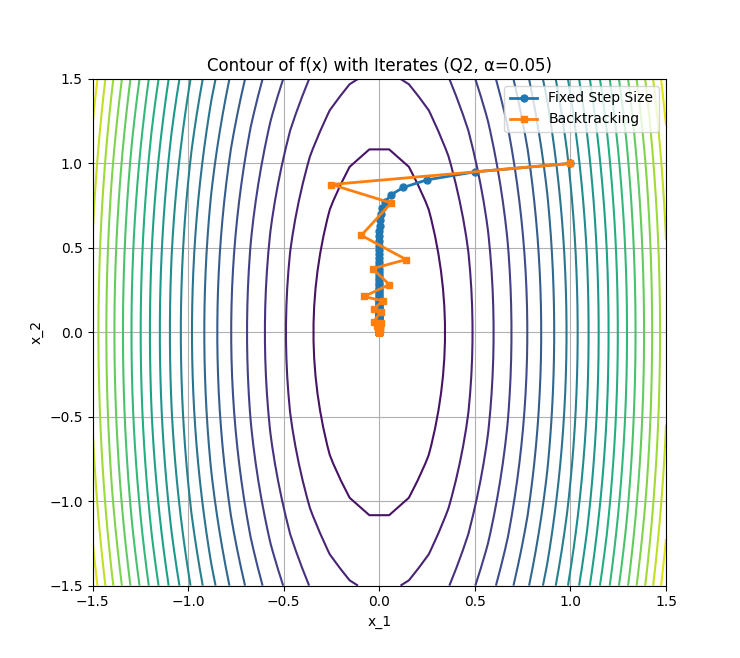 Contour of f(x) with Iterates (Q2, α=0.05)
Fixed Step Size
Backtracking
x_2
1.5
1.0
0.5
0.0
−0.5
−1.0
−1.5
−1.5 −1.0 −0.5 0.0 0.5 1.0 1.5
x_1